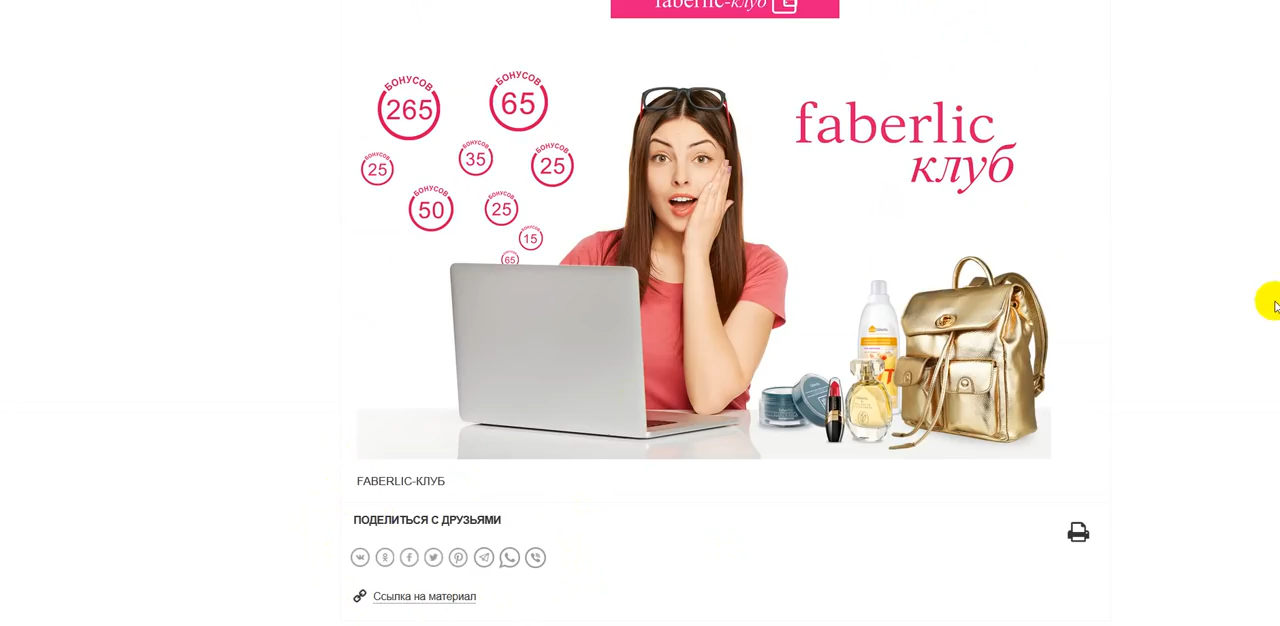 faberlic-клуб
БОНУСОВ
265
БОНУСОВ
65
БОНУСОВ
25
БОНУСОВ
35
БОНУСОВ
25
БОНУСОВ
50
БОНУСОВ
25
БОНУСОВ
15
65
faberlic
клуб
FABERLIC-КЛУБ
ПОДЕЛИТЬСЯ С ДРУЗЬЯМИ
Ссылка на материал